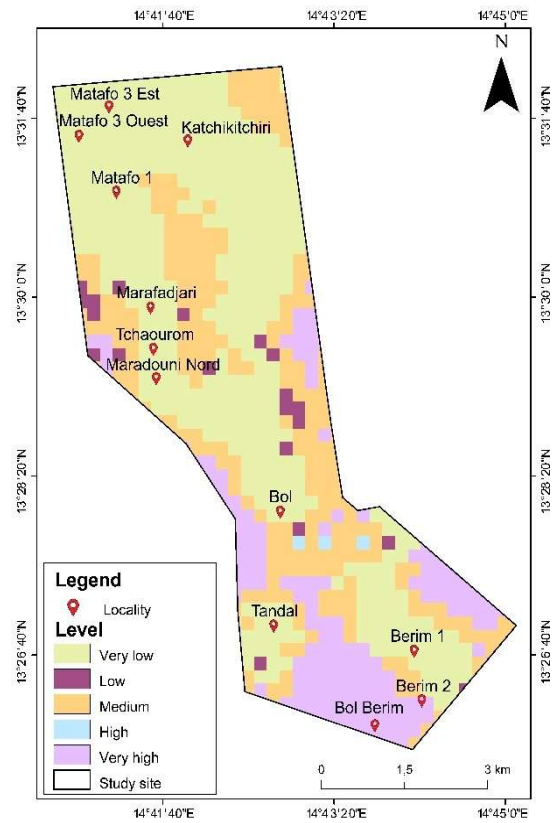 14°41'40"E 14°43'20"E 14°45'0"E
N
13°31'40"N 13°31'40"N
Matafo 3 Est
Matafo 3 Ouest
Katchikitchiri
Matafo 1
13°30'0"N 13°30'0"N
Marafadjari
Tchaourom
Maradouni Nord
13°28'20"N 13°28'20"N
Bol
Tandal
13°26'40"N 13°26'40"N
Berim 1
Berim 2
Bol Berim
Legend
Locality
Level
Very low
Low
Medium
High
Very high
Study site
0 1,5 3 km
14°41'40"E 14°43'20"E 14°45'0"E